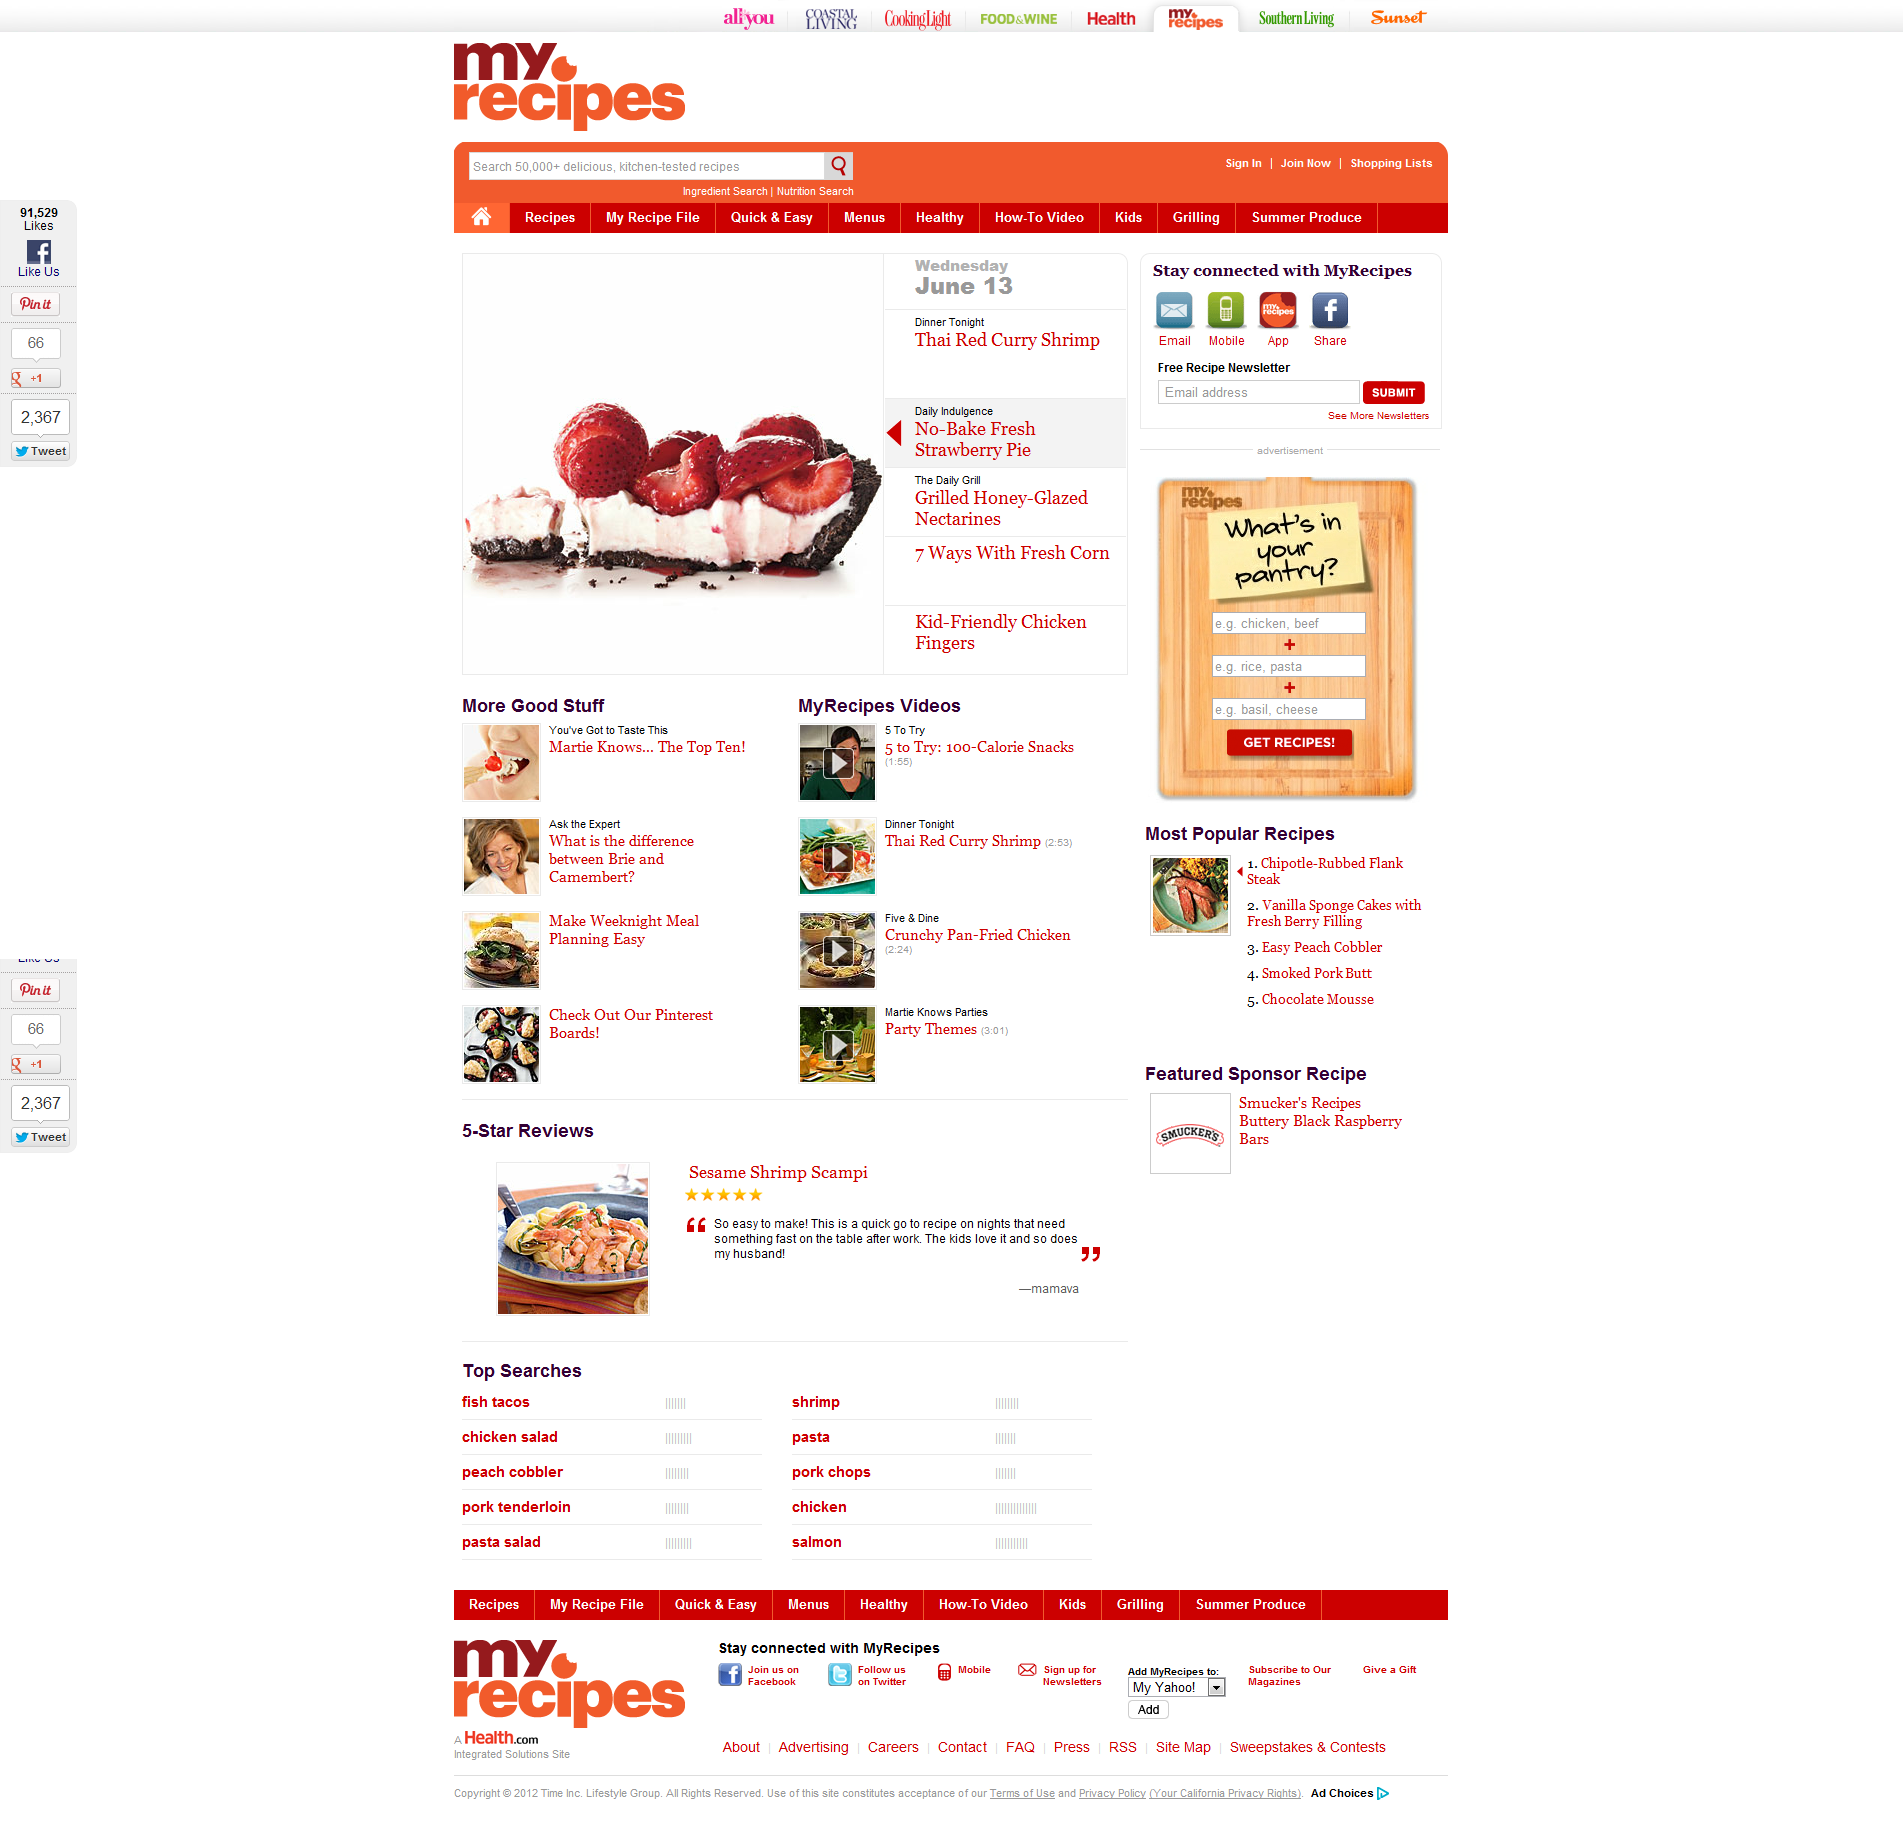 all you
COASTAL LIVING
Cooking Light
FOOD & WINE
Health
my recipes
Southern Living
Sunset
my recipes
Search 50,000+ delicious, kitchen-tested recipes
Sign In | Join Now | Shopping Lists
Ingredient Search | Nutrition Search
Recipes
My Recipe File
Quick & Easy
Menus
Healthy
How-To Video
Kids
Grilling
Summer Produce
91,529
Likes
Like Us
Pin it
66
+1
2,367
Tweet
Wednesday
June 13
Dinner Tonight
Thai Red Curry Shrimp
Daily Indulgence
No-Bake Fresh
Strawberry Pie
The Daily Grill
Grilled Honey-Glazed
Nectarines
7 Ways With Fresh Corn
Kid-Friendly Chicken
Fingers
Stay connected with MyRecipes
my recipes
Email
Mobile
App
Share
Free Recipe Newsletter
Email address
SUBMIT
See More Newsletters
advertisement
my recipes
What's in
your
pantry?
e.g. chicken, beef
+
e.g. rice, pasta
+
e.g. basil, cheese
GET RECIPES!
More Good Stuff
You've Got to Taste This
Martie Knows... The Top Ten!
Ask the Expert
What is the difference
between Brie and
Camembert?
Make Weeknight Meal
Planning Easy
Check Out Our Pinterest
Boards!
MyRecipes Videos
5 To Try
5 to Try: 100-Calorie Snacks
(1:55)
Dinner Tonight
Thai Red Curry Shrimp (2:53)
Five & Dine
Crunchy Pan-Fried Chicken
(2:24)
Martie Knows Parties
Party Themes (3:01)
Most Popular Recipes
1. Chipotle-Rubbed Flank
Steak
2. Vanilla Sponge Cakes with
Fresh Berry Filling
3. Easy Peach Cobbler
4. Smoked Pork Butt
5. Chocolate Mousse
Like Us
Pin it
66
+1
2,367
Tweet
Featured Sponsor Recipe
SMUCKER'S
Smucker's Recipes
Buttery Black Raspberry
Bars
5-Star Reviews
Sesame Shrimp Scampi
“ So easy to make! This is a quick go to recipe on nights that need
something fast on the table after work. The kids love it and so does
my husband! ”
—mamava
Top Searches
fish tacos
shrimp
chicken salad
pasta
peach cobbler
pork chops
pork tenderloin
chicken
pasta salad
salmon
Recipes
My Recipe File
Quick & Easy
Menus
Healthy
How-To Video
Kids
Grilling
Summer Produce
my recipes
A Health.com
Integrated Solutions Site
Stay connected with MyRecipes
Join us on
Facebook
Follow us
on Twitter
Mobile
Sign up for
Newsletters
Add MyRecipes to:
My Yahoo!
Add
Subscribe to Our
Magazines
Give a Gift
About | Advertising | Careers | Contact | FAQ | Press | RSS | Site Map | Sweepstakes & Contests
Copyright © 2012 Time Inc. Lifestyle Group. All Rights Reserved. Use of this site constitutes acceptance of our Terms of Use and Privacy Policy (Your California Privacy Rights). Ad Choices